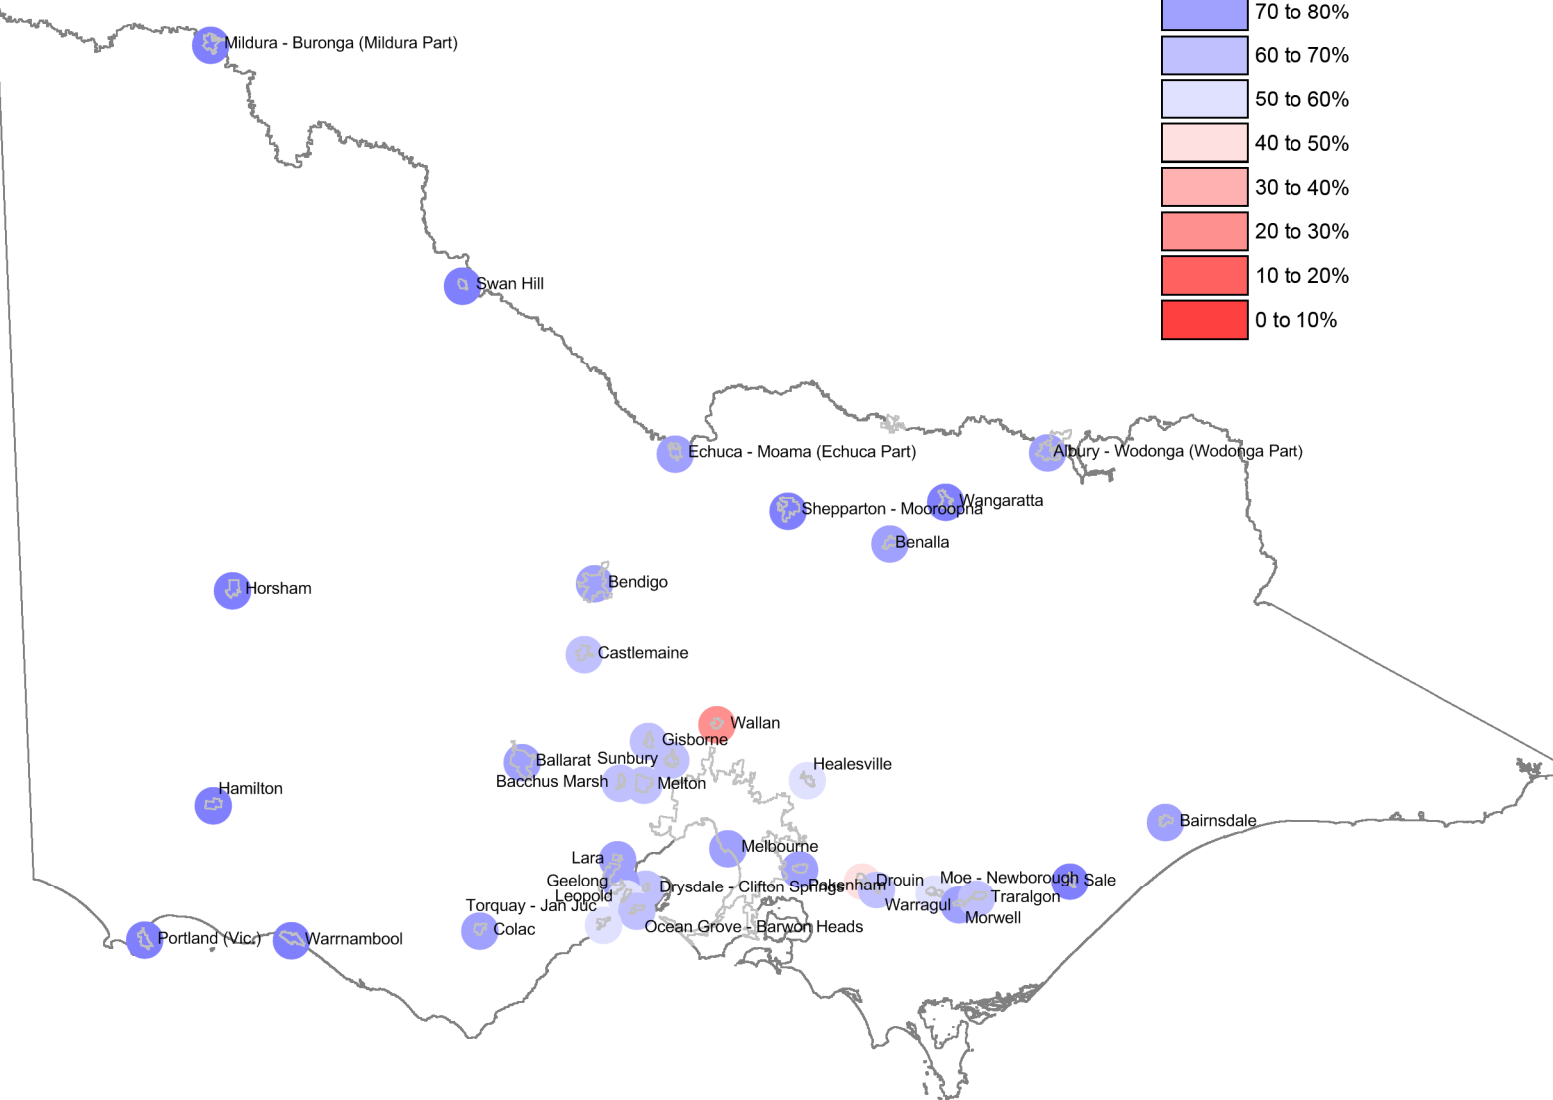 70 to 80%
Mildura - Buronga (Mildura Part)
60 to 70%
50 to 60%
40 to 50%
30 to 40%
20 to 30%
10 to 20%
Swan Hill
0 to 10%
Echuca - Moama (Echuca Part)
Albury - Wodonga (Wodonga Part)
Wangaratta
Shepparton - Mooroopna
Benalla
Bendigo
Horsham
Castlemaine
Wallan
Gisborne
Sunbury
Ballarat
Healesville
Bacchus Marsh
Melton
Hamilton
Bairnsdale
Melbourne
Lara
Moe - Newborough
Drouin
Sale
Geelong
Drysdale - Clifton Springs
Pakenham
Leopold
Traralgon
Torquay - Jan Juc
Warragul
Morwell
Ocean Grove - Barwon Heads
Colac
Portland (Vic.)
Warrnambool